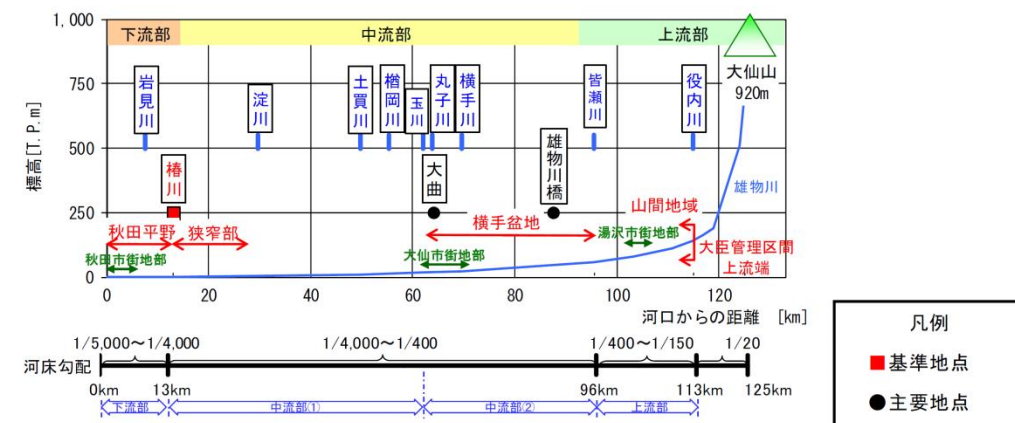 1,000
下流部
中流部
上流部
大仙山
920m
岩見川
淀川
土買川
楢岡川
玉川
丸子川
横手川
皆瀬川
役内川
750
500
250
0
標高[T.P.m]
椿川
大曲
雄物川橋
雄物川
秋田平野
狭窄部
横手盆地
山間地域
秋田市街地部
大仙市街地部
湯沢市街地部
大臣管理区間
上流端
0 20 40 60 80 100 120
河口からの距離 [km]
河床勾配
1/5,000～1/4,000
1/4,000～1/400
1/400～1/150
1/20
0km 13km 96km 113km 125km
下流部
中流部①
中流部②
上流部
凡例
基準地点
主要地点